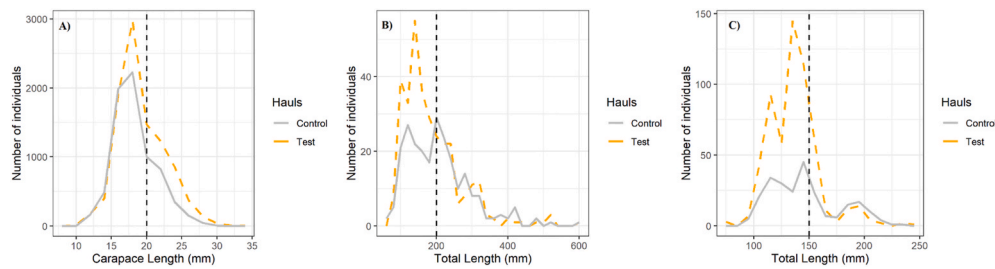 A)
Number of individuals
3000
2000
1000
0
10
15
20
25
30
35
Carapace Length (mm)
Hauls
Control
Test
B)
Number of individuals
40
20
0
200
400
600
Total Length (mm)
Hauls
Control
Test
C)
Number of individuals
150
100
50
0
100
150
200
250
Total Length (mm)
Hauls
Control
Test